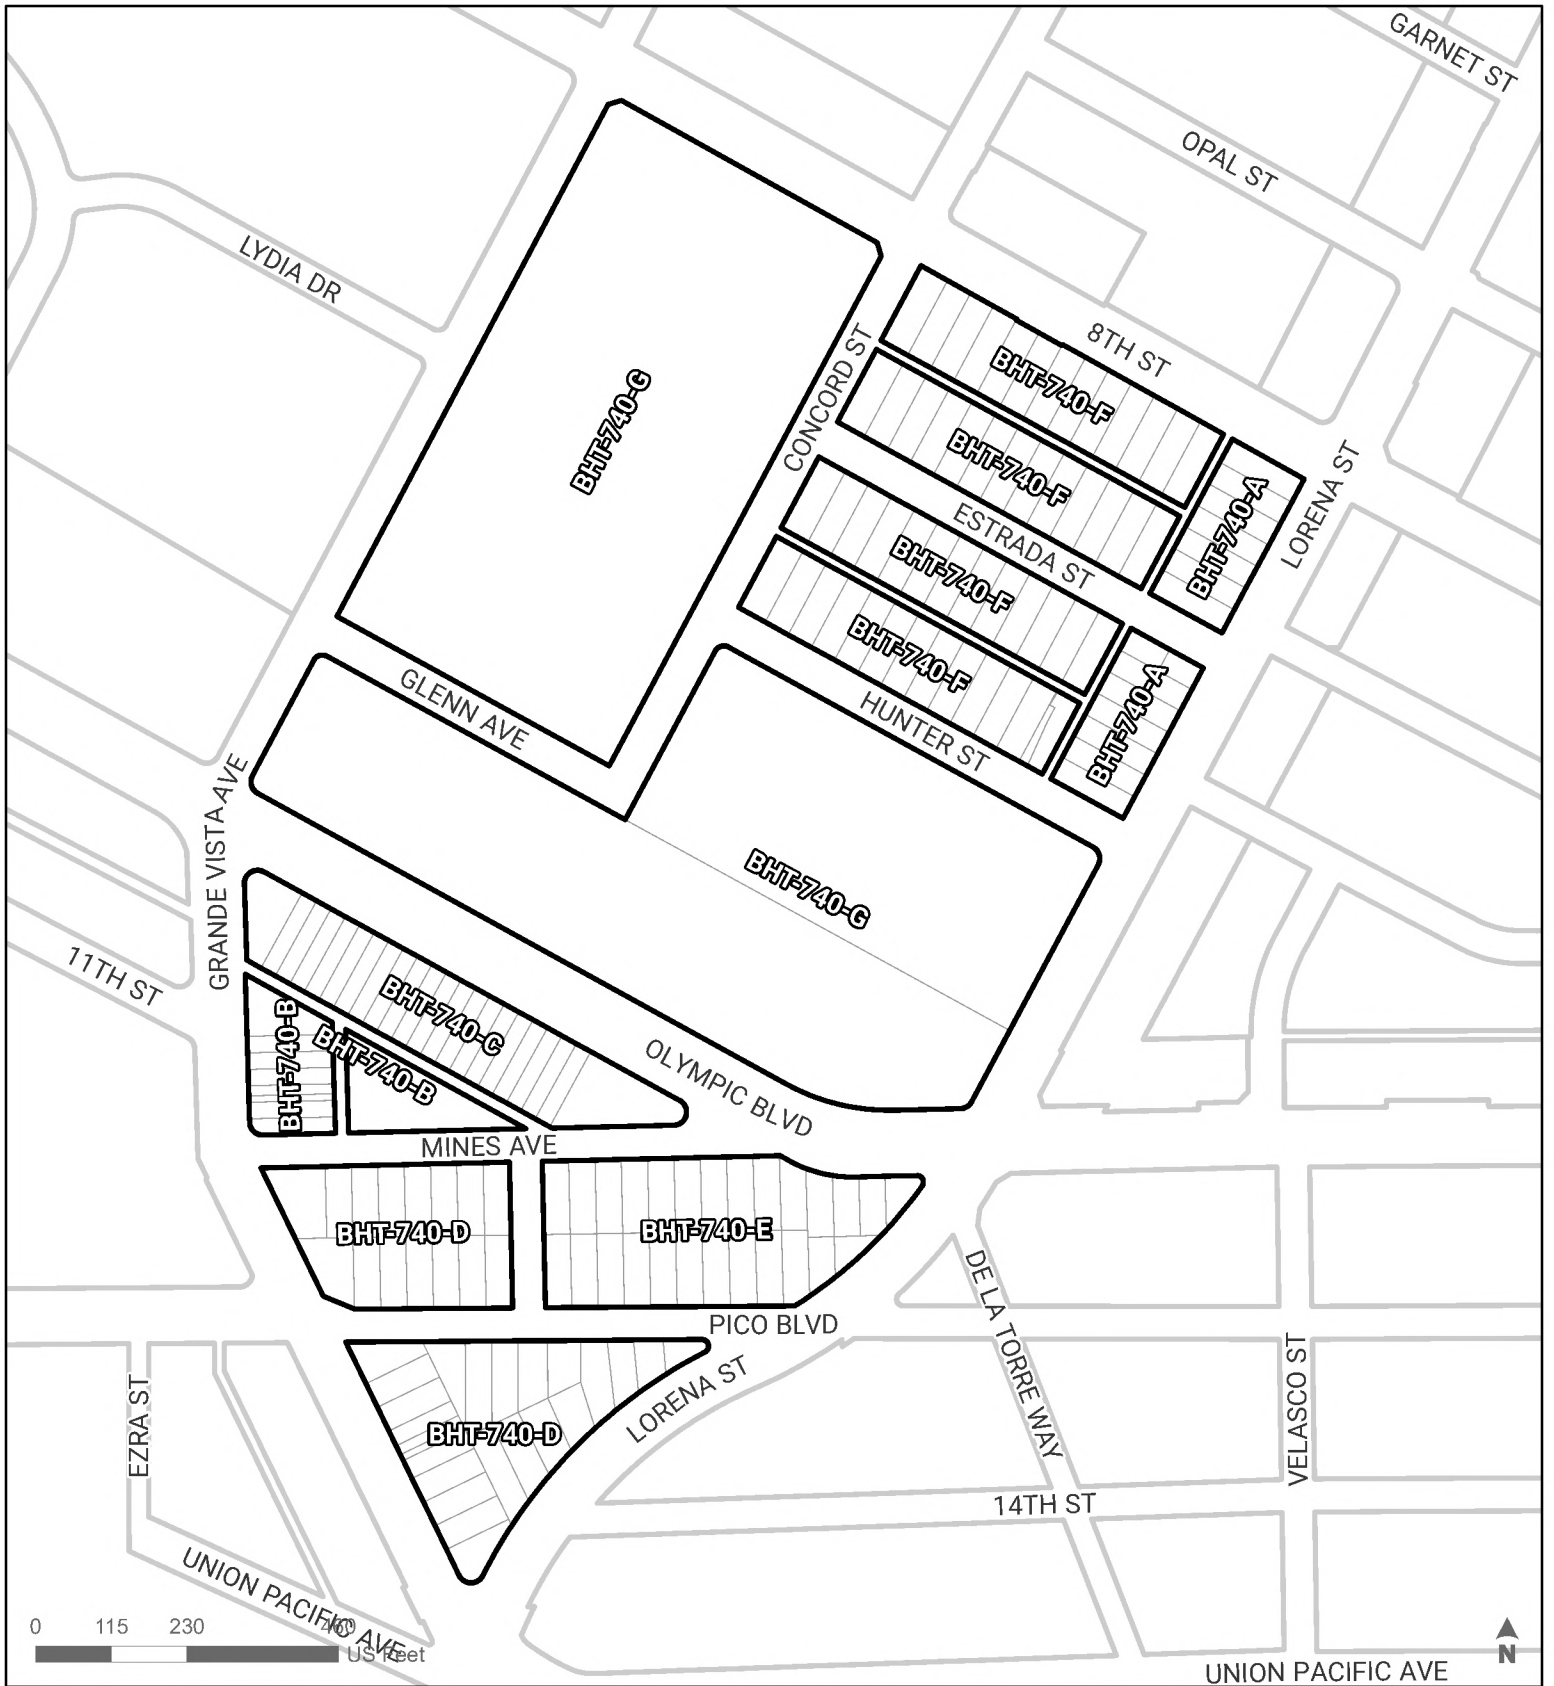 GARNET ST
OPAL ST
LYDIA DR
8TH ST
CONCORD ST
BHT-740-F
BHT-740-G
BHT-740-F
LORENA ST
BHT-740-A
ESTRADA ST
BHT-740-F
BHT-740-F
GLENN AVE
HUNTER ST
BHT-740-A
GRANDE VISTA AVE
BHT-740-G
11TH ST
BHT-740-C
BHT-740-B
BHT-740-B
OLYMPIC BLVD
MINES AVE
BHT-740-D
BHT-740-E
DE LA TORRE WAY
PICO BLVD
LORENA ST
VELASCO ST
EZRA ST
BHT-740-D
14TH ST
UNION PACIFIC AVE
0 115 230 460
US Feet
N
UNION PACIFIC AVE